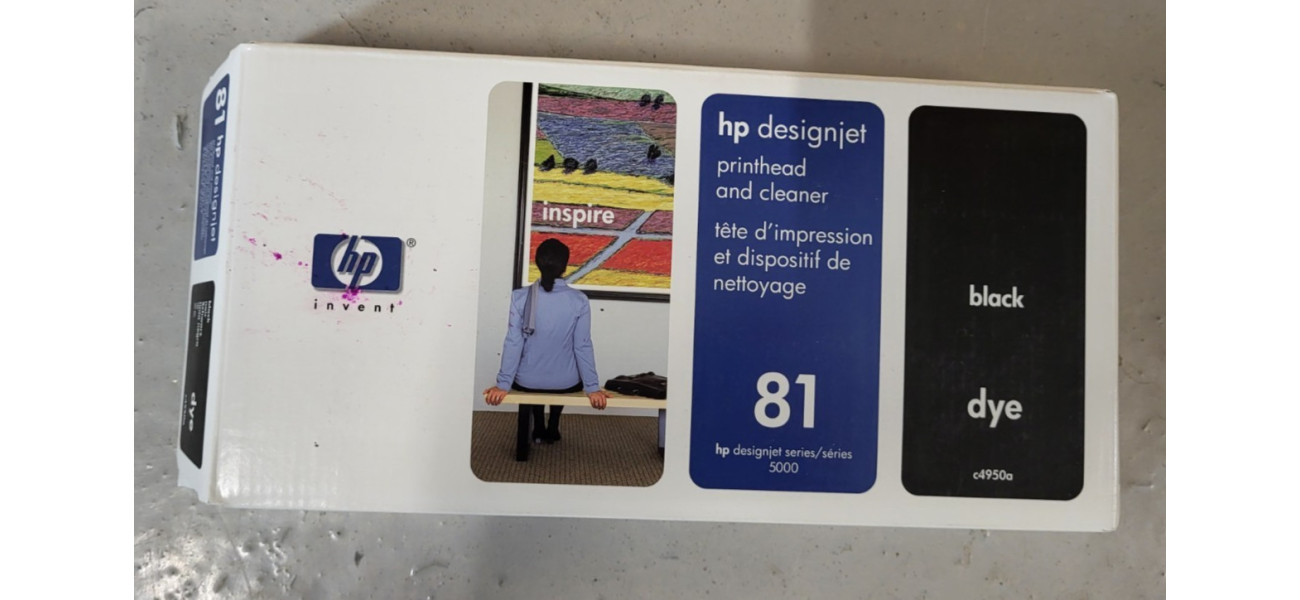 81 hp designjet
dye
hp
®
invent
inspire
hp designjet
printhead
and cleaner
tête d'impression
et dispositif de
nettoyage
81
hp designjet series/séries
5000
black
dye
c4950a